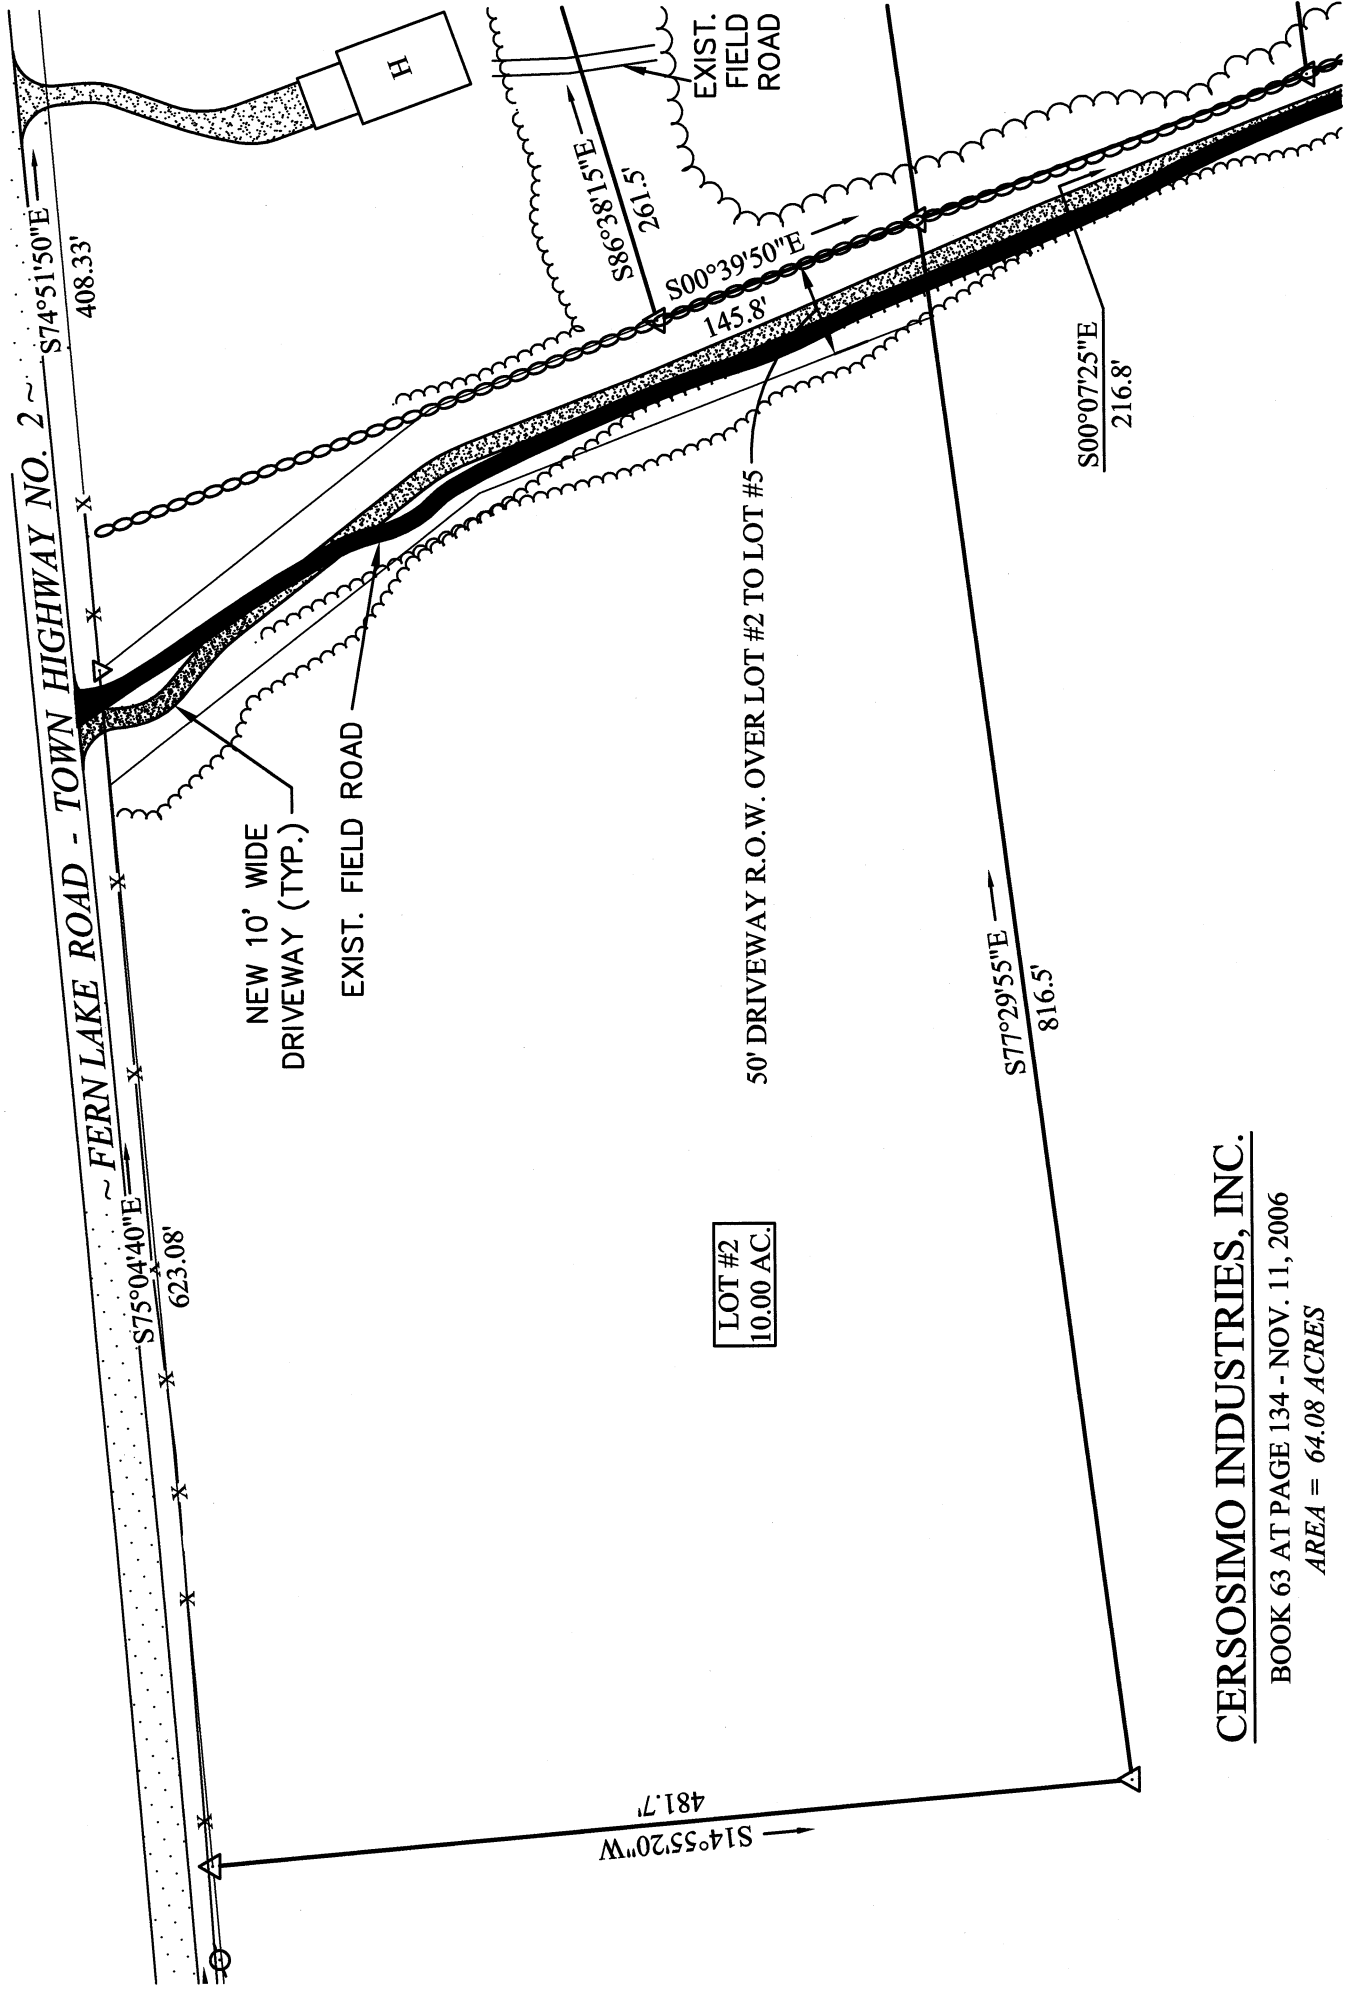 ~ FERN LAKE ROAD - TOWN HIGHWAY NO. 2 ~
S74°51'50"E
408.33'
H
EXIST.
FIELD
ROAD
S86°38'15"E
261.5'
S00°39'50"E
145.8'
S00°07'25"E
216.8'
S75°04'40"E
623.08'
NEW 10' WIDE
DRIVEWAY (TYP.)
EXIST. FIELD ROAD
50' DRIVEWAY R.O.W. OVER LOT #2 TO LOT #5
S77°29'55"E
816.5'
LOT #2
10.00 AC.
481.7'
S14°55'20"W
CERSOSIMO INDUSTRIES, INC.
BOOK 63 AT PAGE 134 - NOV. 11, 2006
AREA = 64.08 ACRES